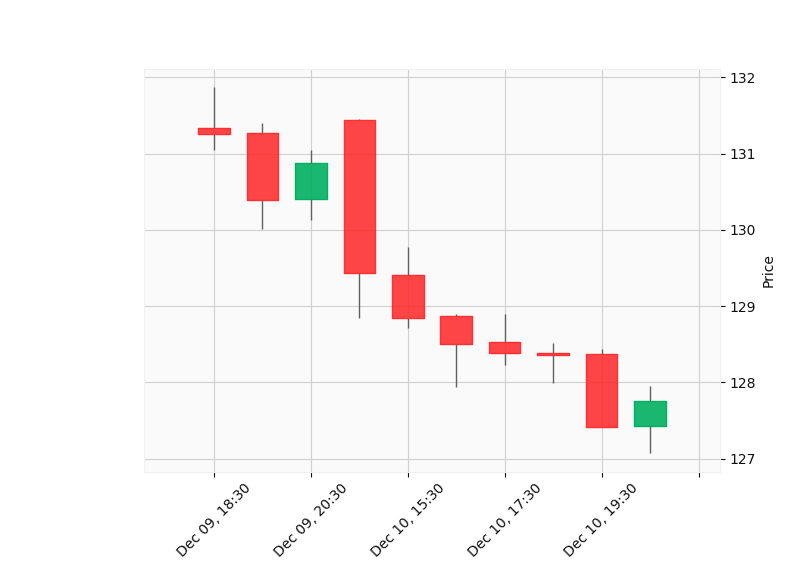 132
131
130
129
128
127
Price
Dec 09, 18:30
Dec 09, 20:30
Dec 10, 15:30
Dec 10, 17:30
Dec 10, 19:30